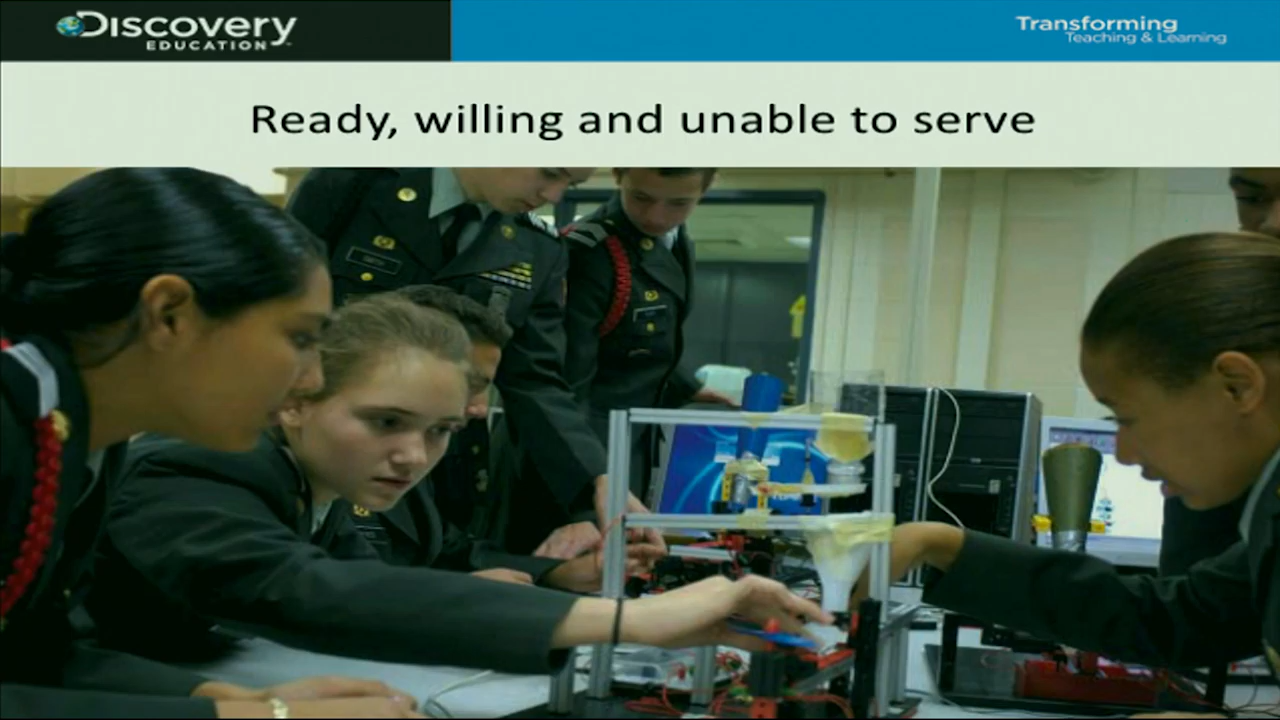 Discovery
EDUCATION
Transforming
Teaching & Learning
Ready, willing and unable to serve